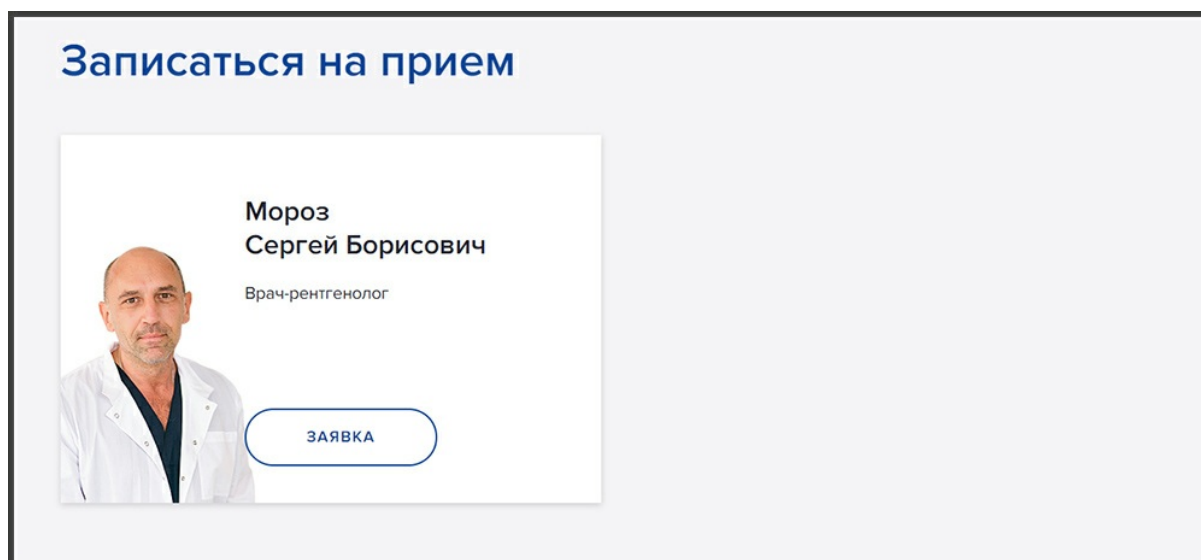 Записаться на прием
Мороз
Сергей Борисович
Врач-рентгенолог
ЗАЯВКА